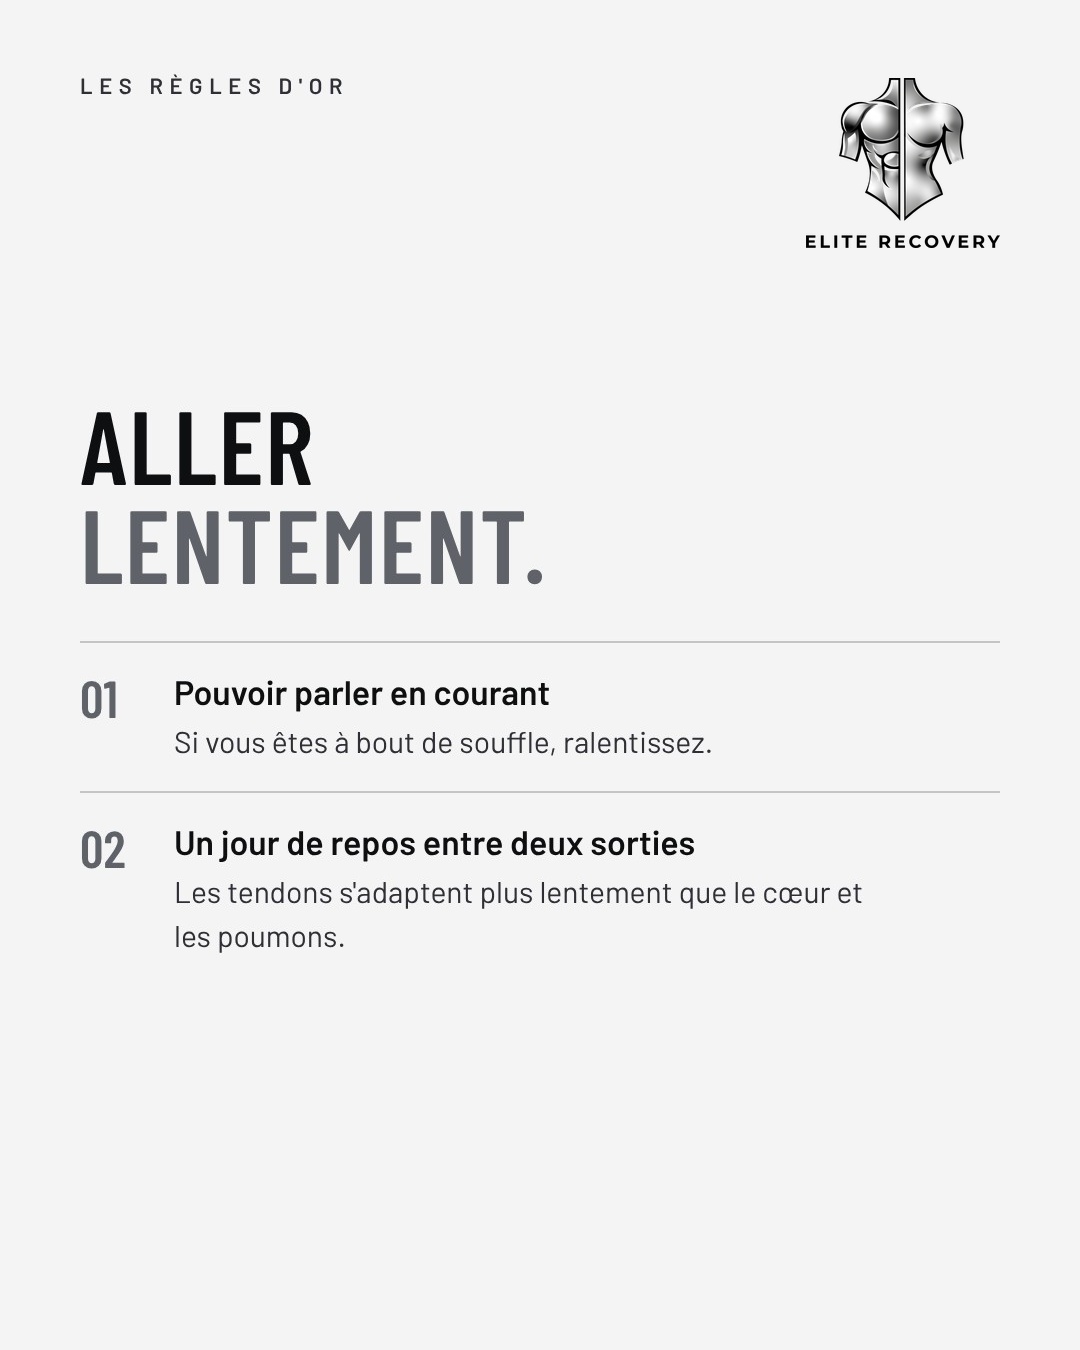 LES RÈGLES D'OR
ELITE RECOVERY
ALLER
LENTEMENT.
01
Pouvoir parler en courant
Si vous êtes à bout de souffle, ralentissez.
02
Un jour de repos entre deux sorties
Les tendons s'adaptent plus lentement que le cœur et
les poumons.